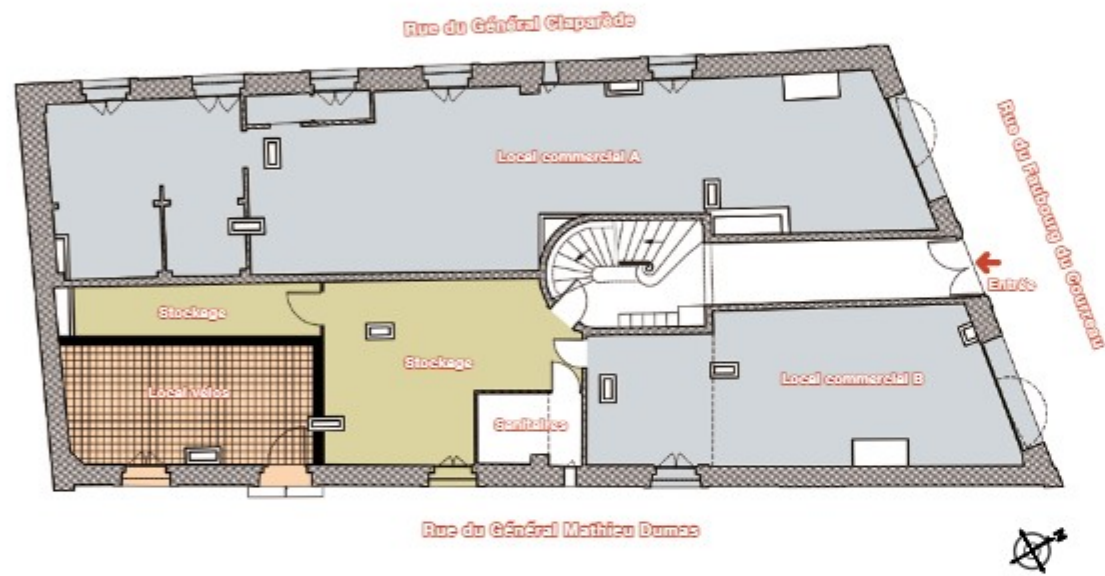 Rue du Général Claparède
Local commercial A
Rue du Faubourg du Courreau
Entrée
Stockage
Stockage
Local vélos
Local commercial B
Sanitaires
Rue du Général Mathieu Dumas
N